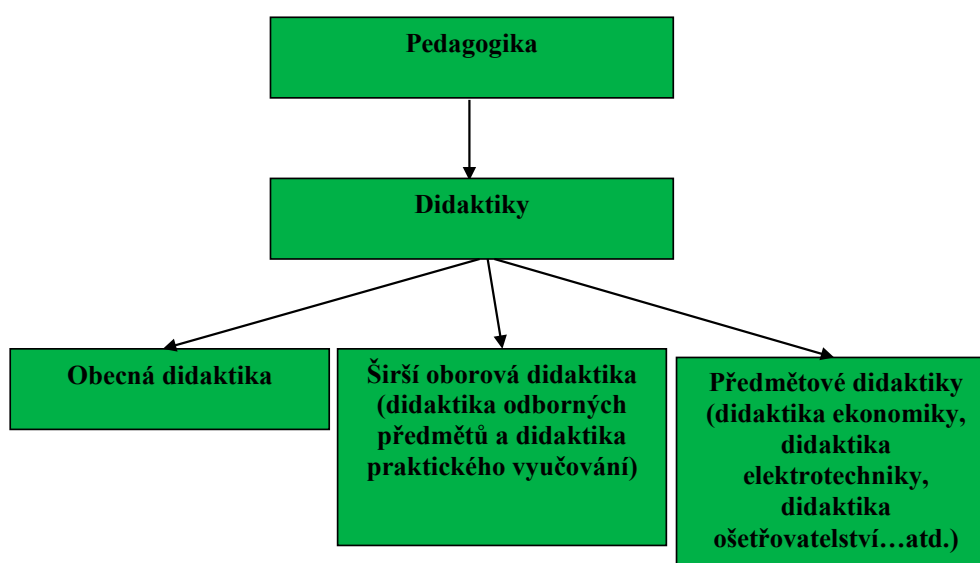 Pedagogika
Didaktiky
Obecná didaktika
Širší oborová didaktika
(didaktika odborných
předmětů a didaktika
praktického vyučování)
Předmětové didaktiky
(didaktika ekonomiky,
didaktika
elektrotechniky,
didaktika
ošetřovatelství…atd.)